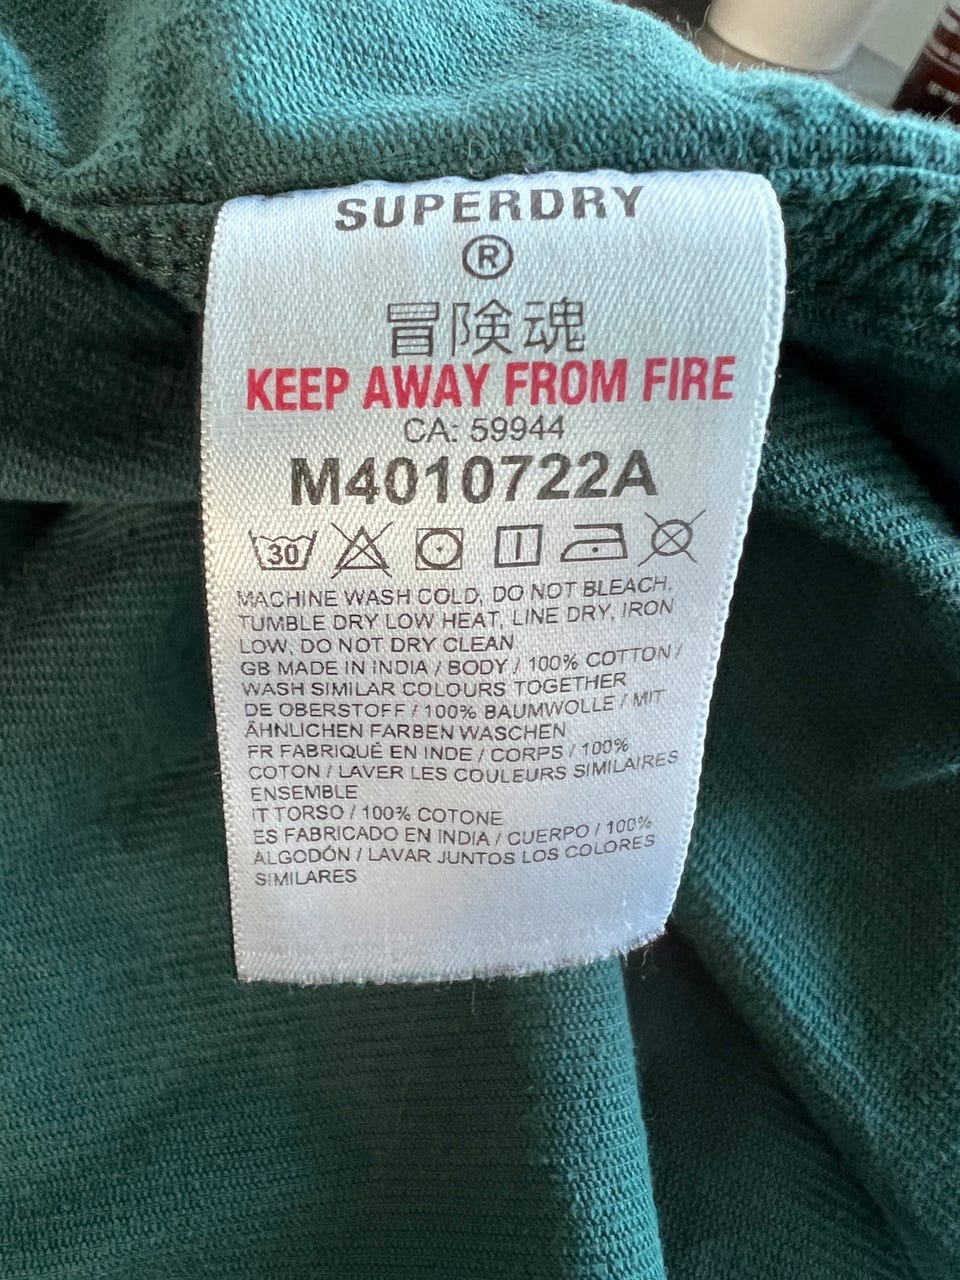 SUPERDRY
®
冒険魂
KEEP AWAY FROM FIRE
CA: 59944
M4010722A
30
MACHINE WASH COLD, DO NOT BLEACH,
TUMBLE DRY LOW HEAT, LINE DRY, IRON
LOW, DO NOT DRY CLEAN
GB MADE IN INDIA / BODY / 100% COTTON /
WASH SIMILAR COLOURS TOGETHER
DE OBERSTOFF / 100% BAUMWOLLE / MIT
ÄHNLICHEN FARBEN WASCHEN
FR FABRIQUÉ EN INDE / CORPS / 100%
COTON / LAVER LES COULEURS SIMILAIRES
ENSEMBLE
IT TORSO / 100% COTONE
ES FABRICADO EN INDIA / CUERPO / 100%
ALGODÓN / LAVAR JUNTOS LOS COLORES
SIMILARES